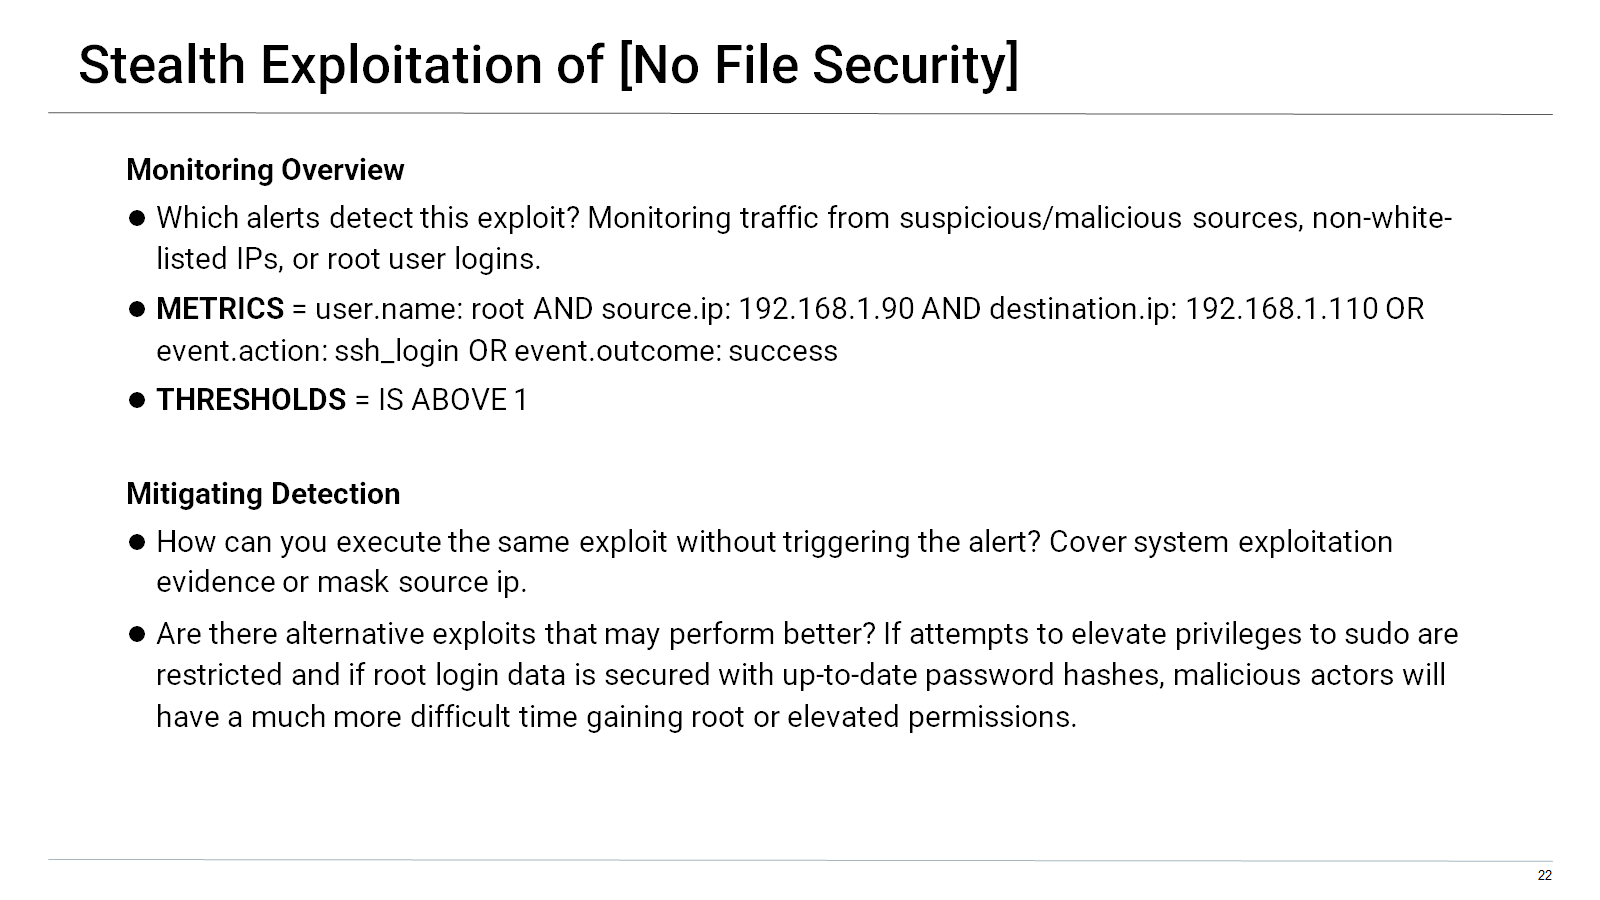 Stealth Exploitation of [No File Security]
Monitoring Overview
● Which alerts detect this exploit? Monitoring traffic from suspicious/malicious sources, non-white-
listed IPs, or root user logins.
● METRICS = user.name: root AND source.ip: 192.168.1.90 AND destination.ip: 192.168.1.110 OR
event.action: ssh_login OR event.outcome: success
● THRESHOLDS = IS ABOVE 1
Mitigating Detection
● How can you execute the same exploit without triggering the alert? Cover system exploitation
evidence or mask source ip.
● Are there alternative exploits that may perform better? If attempts to elevate privileges to sudo are
restricted and if root login data is secured with up-to-date password hashes, malicious actors will
have a much more difficult time gaining root or elevated permissions.
22